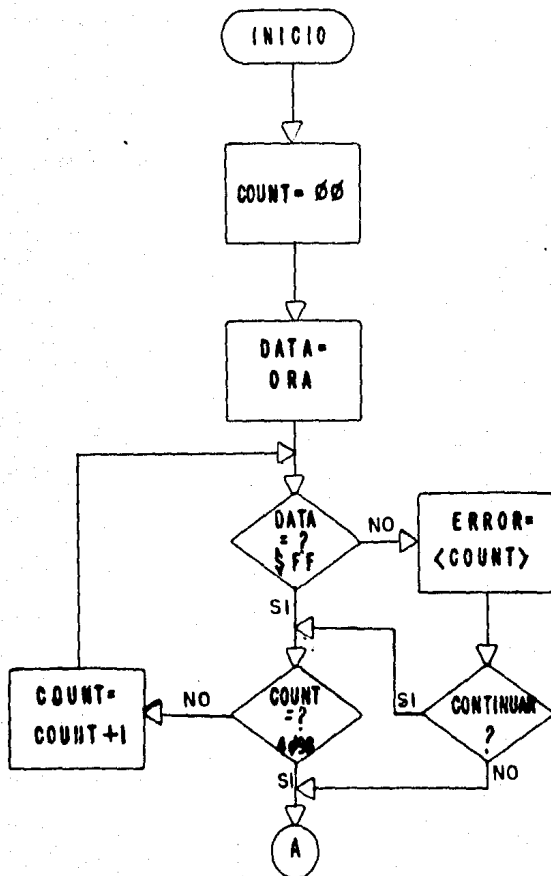 INICIO
COUNT= ØØ
DATA=
ORA
DATA
=?
$FF
NO
ERROR=
<COUNT>
SI
COUNT=
COUNT+1
NO
COUNT
=?
SI
CONTINUAR
?
SI
NO
A